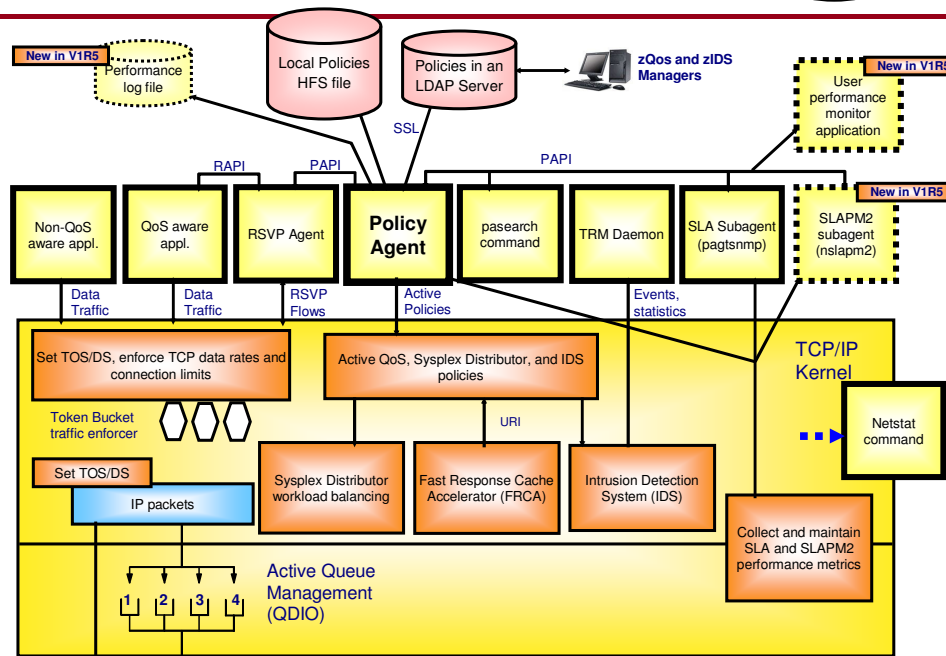 New in V1R5
Performance
log file
Local Policies
HFS file
Policies in an
LDAP Server
zQos and zIDS
Managers
New in V1R5
User
performance
monitor
application
SSL
RAPI
PAPI
PAPI
New in V1R5
Non-QoS
aware appl.
QoS aware
appl.
RSVP Agent
Policy
Agent
pasearch
command
TRM Daemon
SLA Subagent
(pagtsnmp)
SLAPM2
subagent
(nslapm2)
Data
Traffic
Data
Traffic
RSVP
Flows
Active
Policies
Events,
statistics
Set TOS/DS, enforce TCP data rates and
connection limits
Active QoS, Sysplex Distributor, and IDS
policies
TCP/IP
Kernel
Token Bucket
traffic enforcer
URI
Netstat
command
Set TOS/DS
IP packets
Sysplex Distributor
workload balancing
Fast Response Cache
Accelerator (FRCA)
Intrusion Detection
System (IDS)
Collect and maintain
SLA and SLAPM2
performance metrics
Active Queue
Management
(QDIO)
1 2 3 4